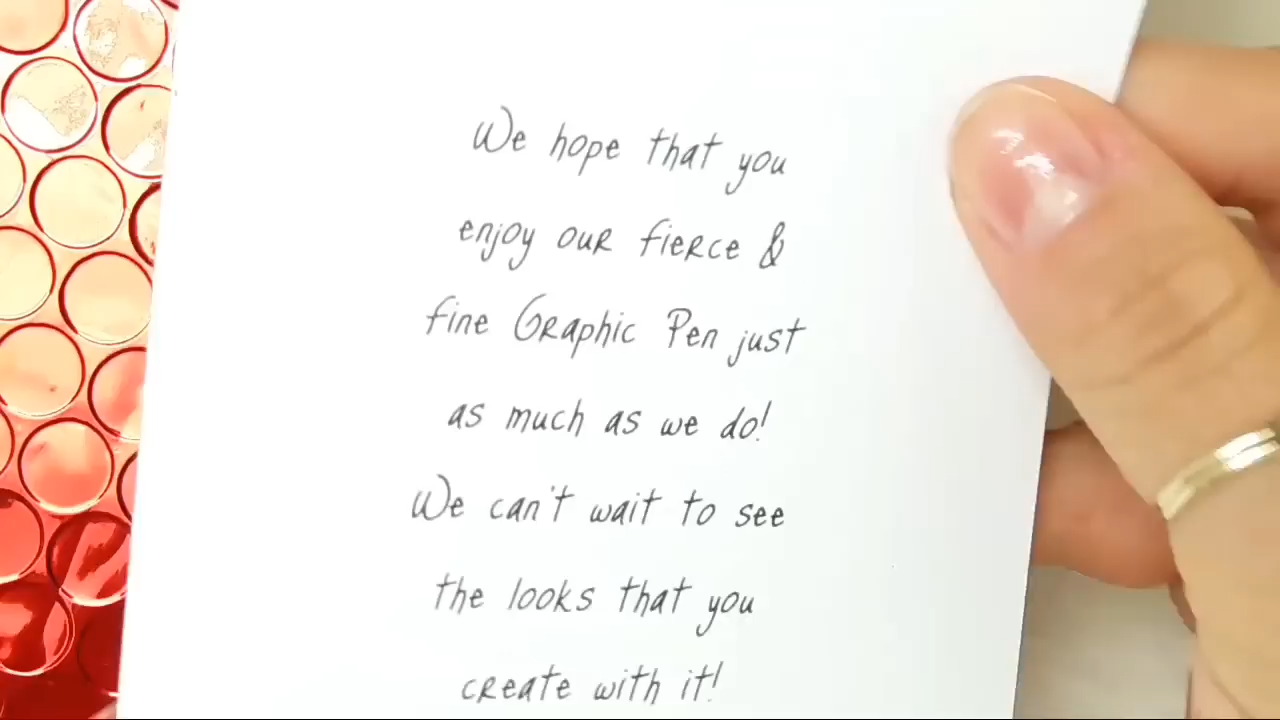 We hope that you
enjoy our fierce &
fine Graphic Pen just
as much as we do!
We can't wait to see
the looks that you
create with it!